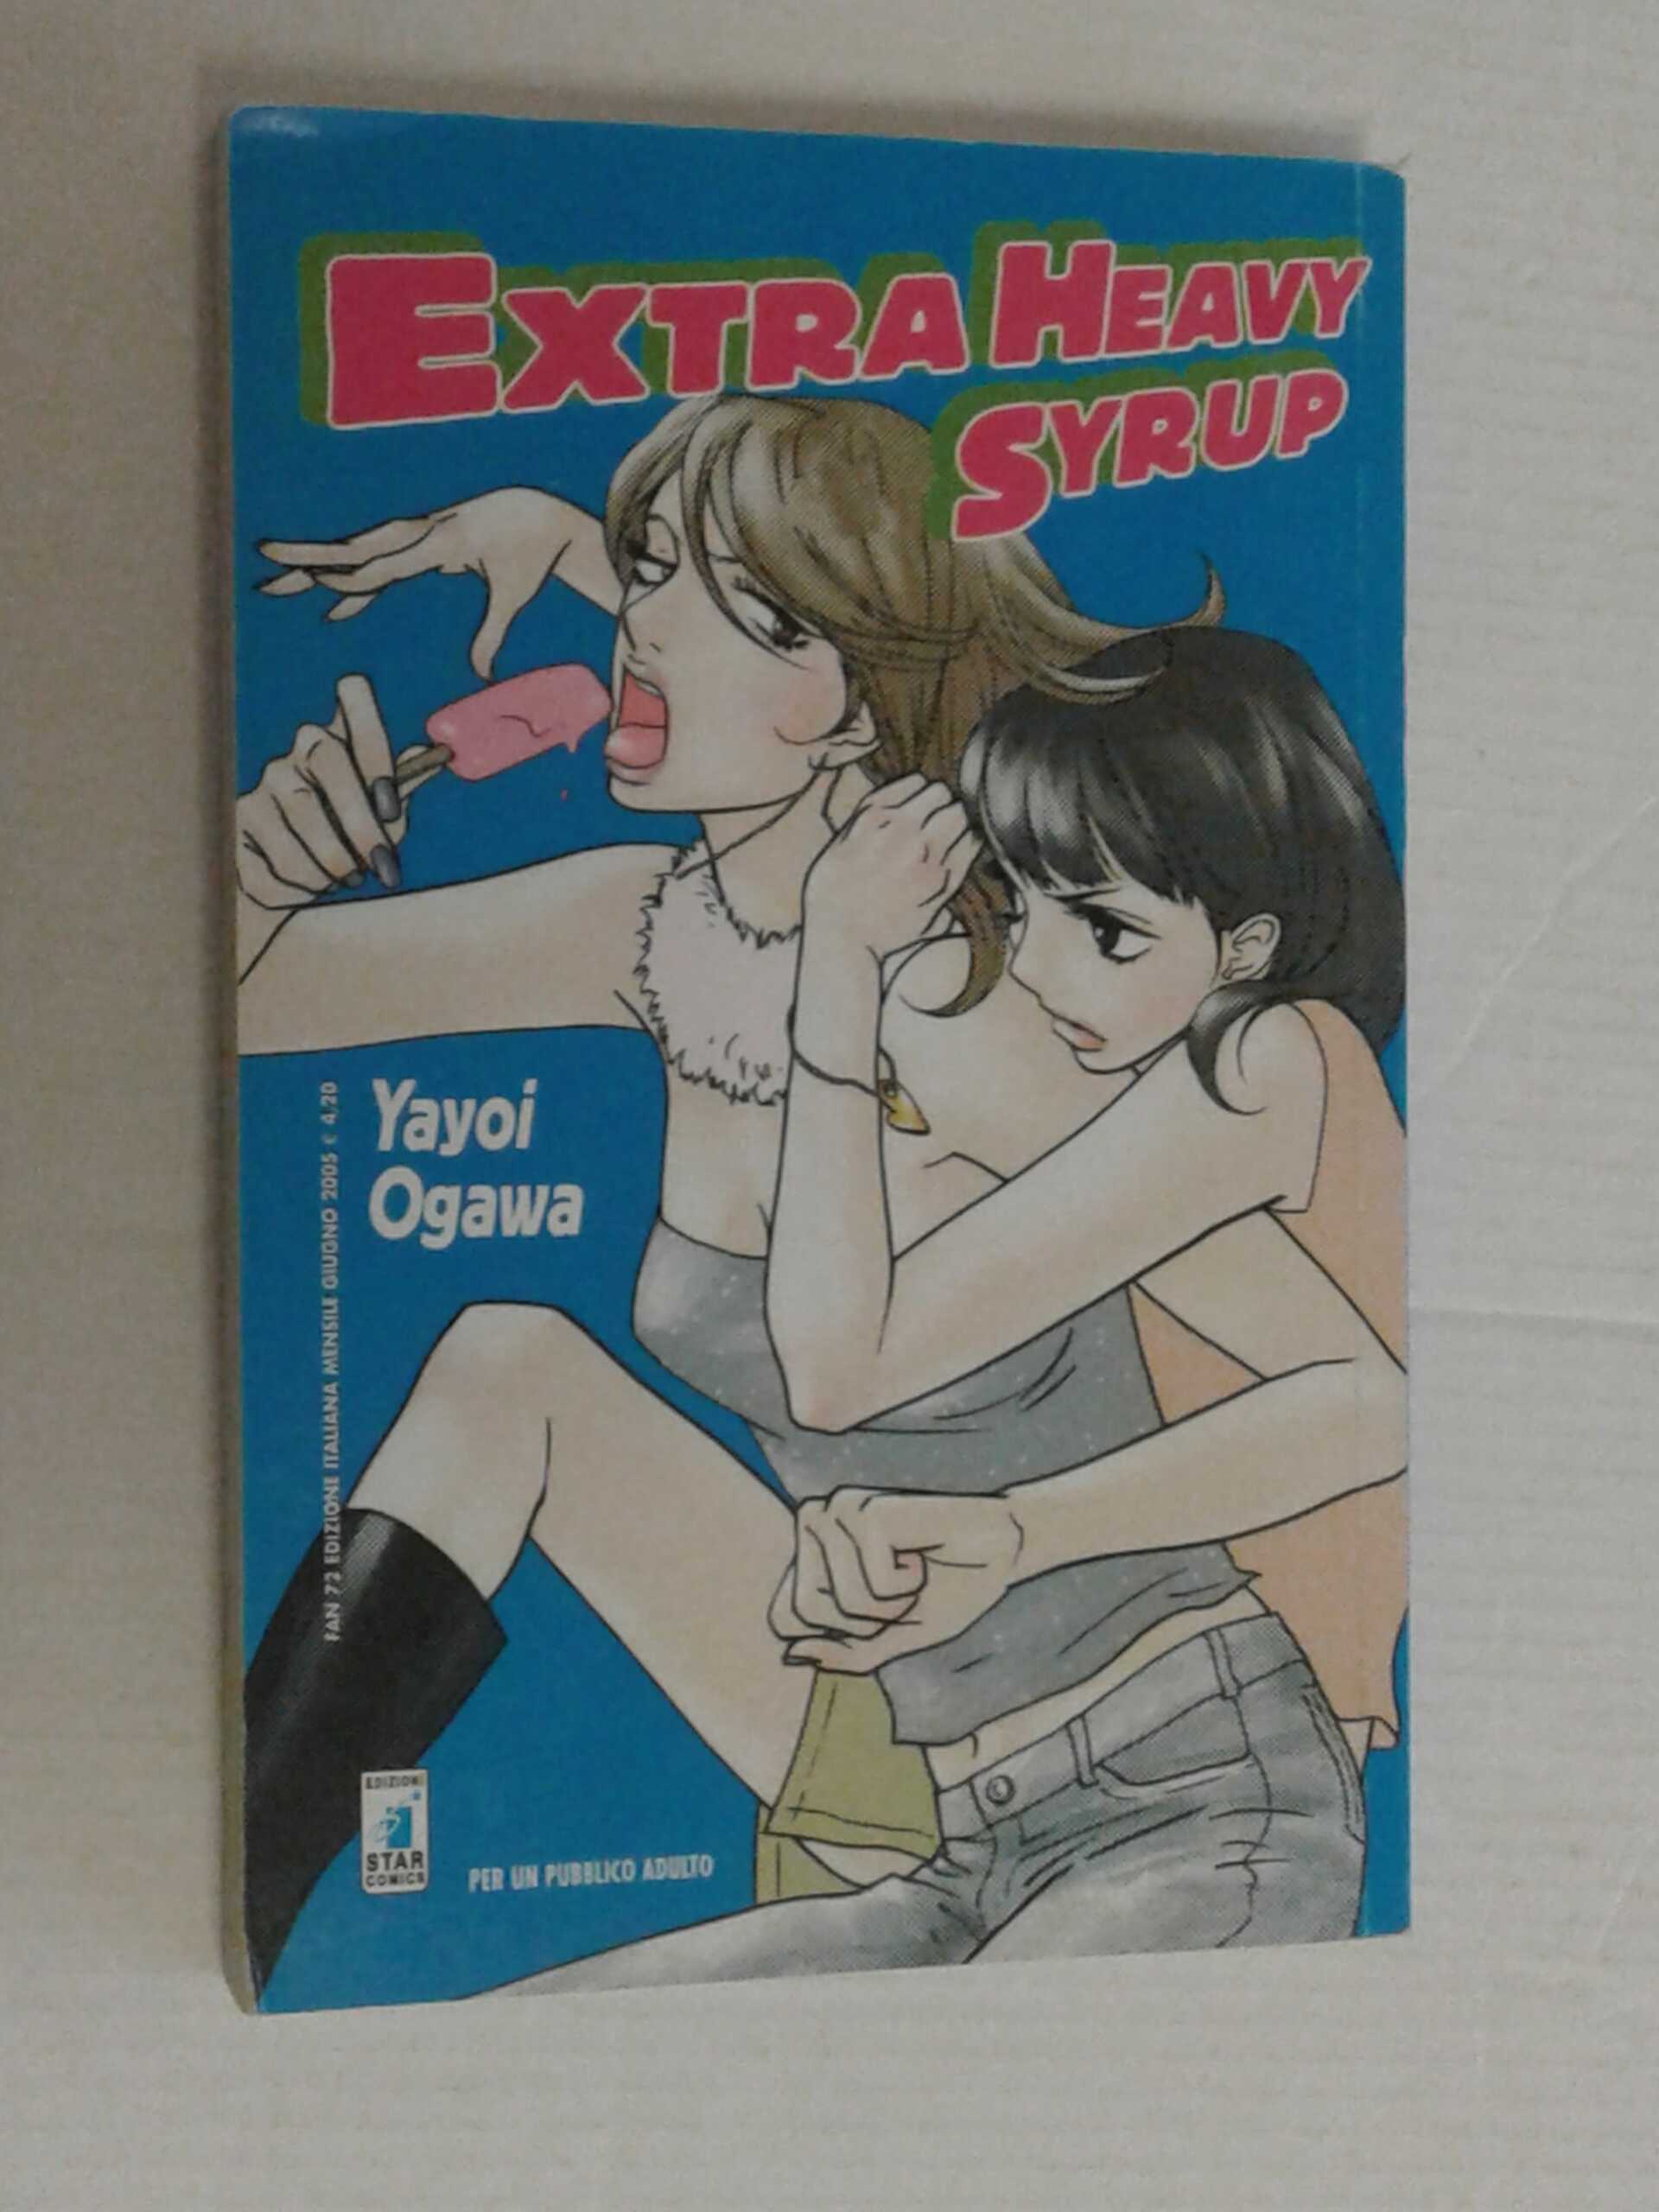 EXTRA HEAVY
SYRUP
Yayoi
Ogawa
FAN 72 EDIZIONE ITALIANA MENSILE GIUGNO 2005 € 4,20
EDIZIONI
STAR
COMICS
PER UN PUBBLICO ADULTO